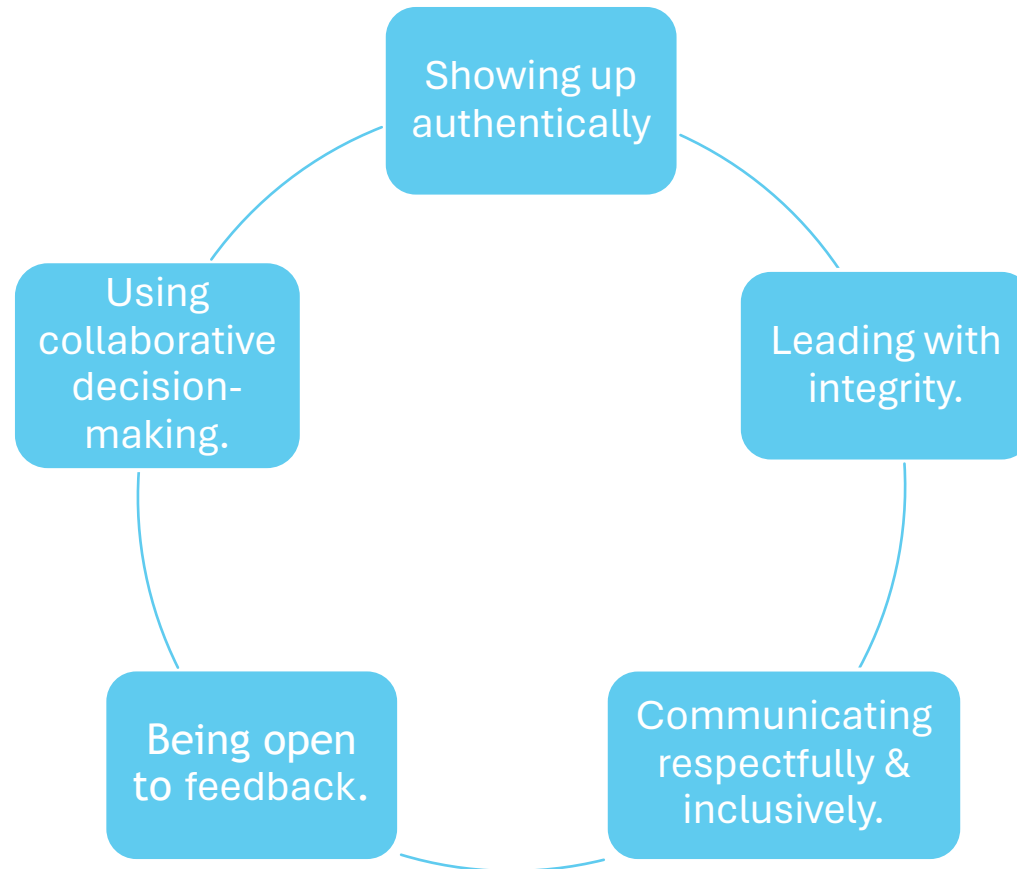 Showing up
authentically
Leading with
integrity.
Communicating
respectfully &
inclusively.
Being open
to feedback.
Using
collaborative
decision-
making.